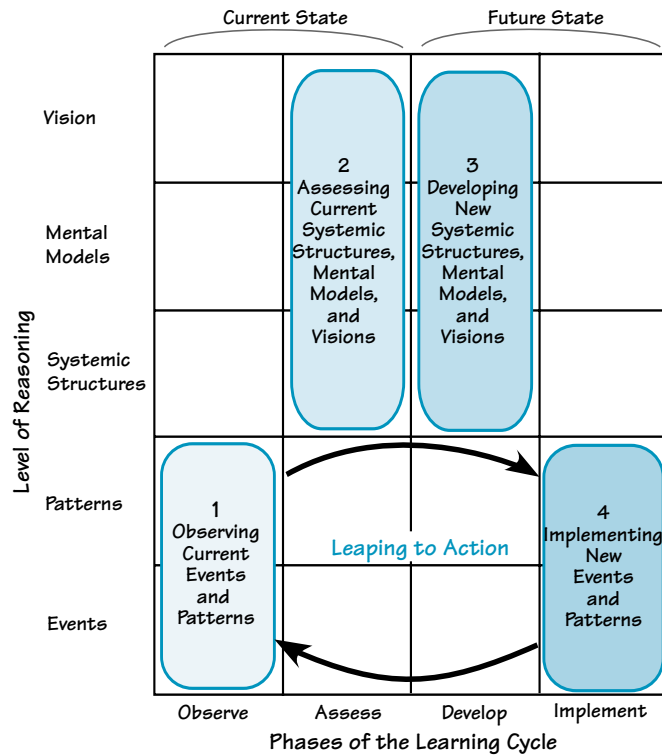 Current State
Future State
Vision
Mental
Models
Systemic
Structures
Patterns
Events
Level of Reasoning
2
Assessing
Current
Systemic
Structures,
Mental
Models,
and
Visions
3
Developing
New
Systemic
Structures,
Mental
Models,
and
Visions
1
Observing
Current
Events
and
Patterns
Leaping to Action
4
Implementing
New
Events
and
Patterns
Observe
Assess
Develop
Implement
Phases of the Learning Cycle